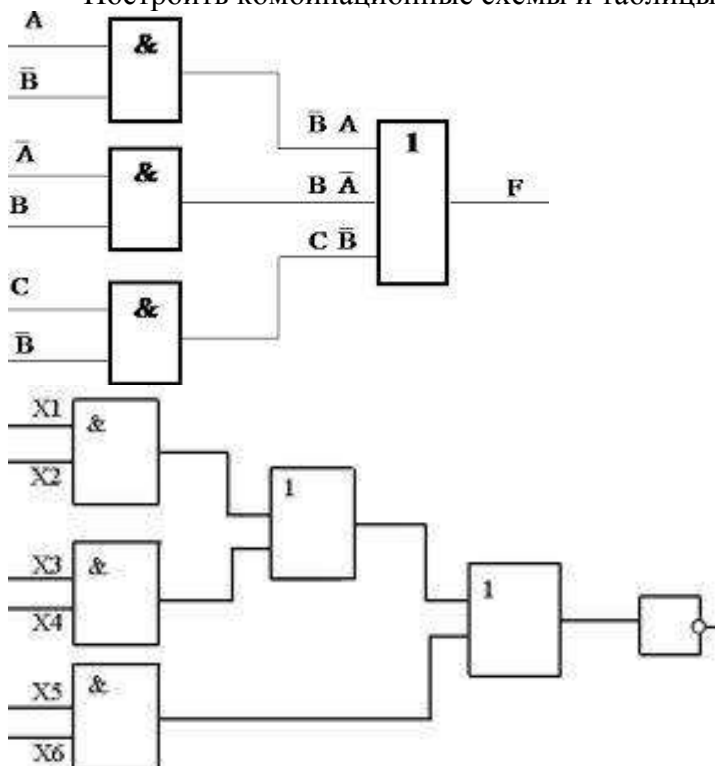 Построить комбинационные схемы и таблицы
A
&
B̅
B̅ A
1
A̅
&
B A̅
F
B
C B̅
C
&
B̅
X1
&
X2
1
X3
&
1
X4
X5
&
X6